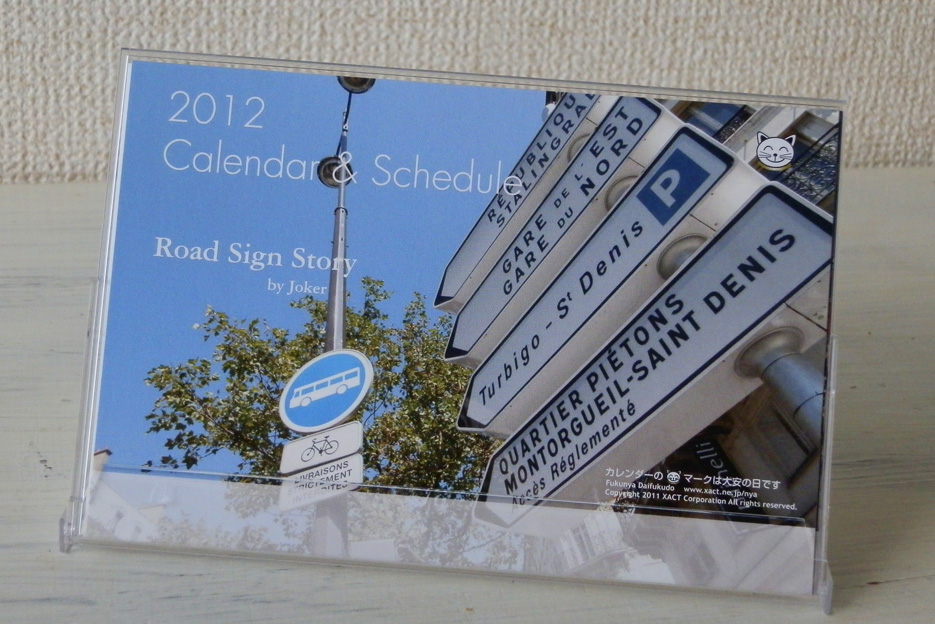 2012
Calendar & Schedule
Road Sign Story
by Joker
RÉPUBLIQUE
STALINGRAD
GARE DE L'EST
GARE DU NORD
P
Turbigo - St Denis
QUARTIER PIÉTONS
MONTORGUEIL-SAINT DENIS
Accès Réglementé
LIVRAISONS
STRICTEMENT
INTERDITES
カレンダーの マークは大安の日です
Fukunya Daifukudo www.xact.ne.jp/nya
Copyright 2011 XACT Corporation All rights reserved.